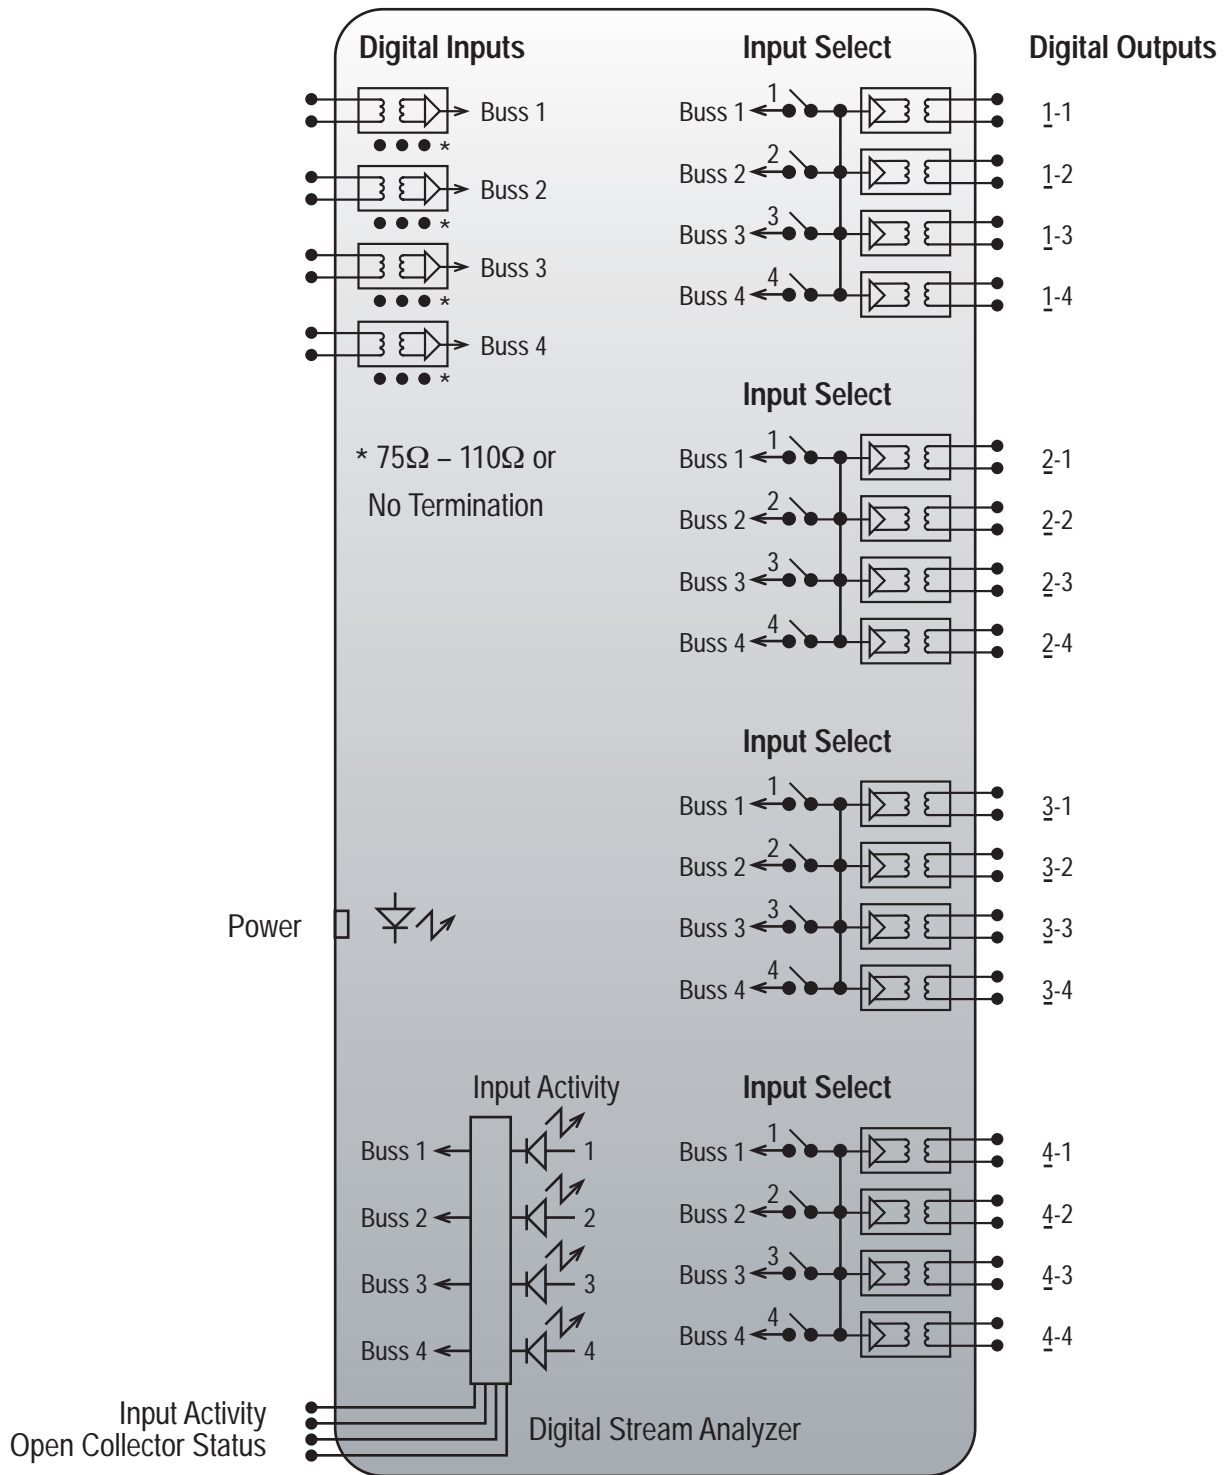 Digital Inputs
Buss 1
*
Buss 2
*
Buss 3
*
Buss 4
*
* 75Ω – 110Ω or
No Termination
Input Select
Digital Outputs
Buss 1 1 1-1
Buss 2 2 1-2
Buss 3 3 1-3
Buss 4 4 1-4
Input Select
Buss 1 1 2-1
Buss 2 2 2-2
Buss 3 3 2-3
Buss 4 4 2-4
Input Select
Buss 1 1 3-1
Buss 2 2 3-2
Buss 3 3 3-3
Buss 4 4 3-4
Power
Input Activity
Buss 1 1
Buss 2 2
Buss 3 3
Buss 4 4
Input Select
Buss 1 1 4-1
Buss 2 2 4-2
Buss 3 3 4-3
Buss 4 4 4-4
Input Activity
Open Collector Status
Digital Stream Analyzer